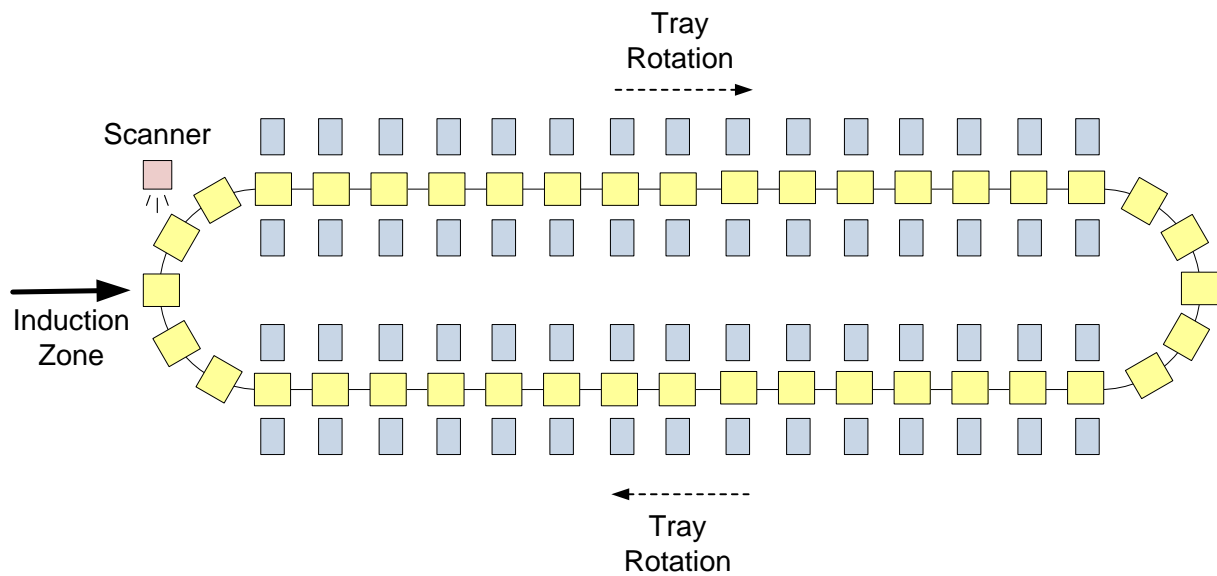 Tray
Rotation
Scanner
Induction
Zone
Tray
Rotation